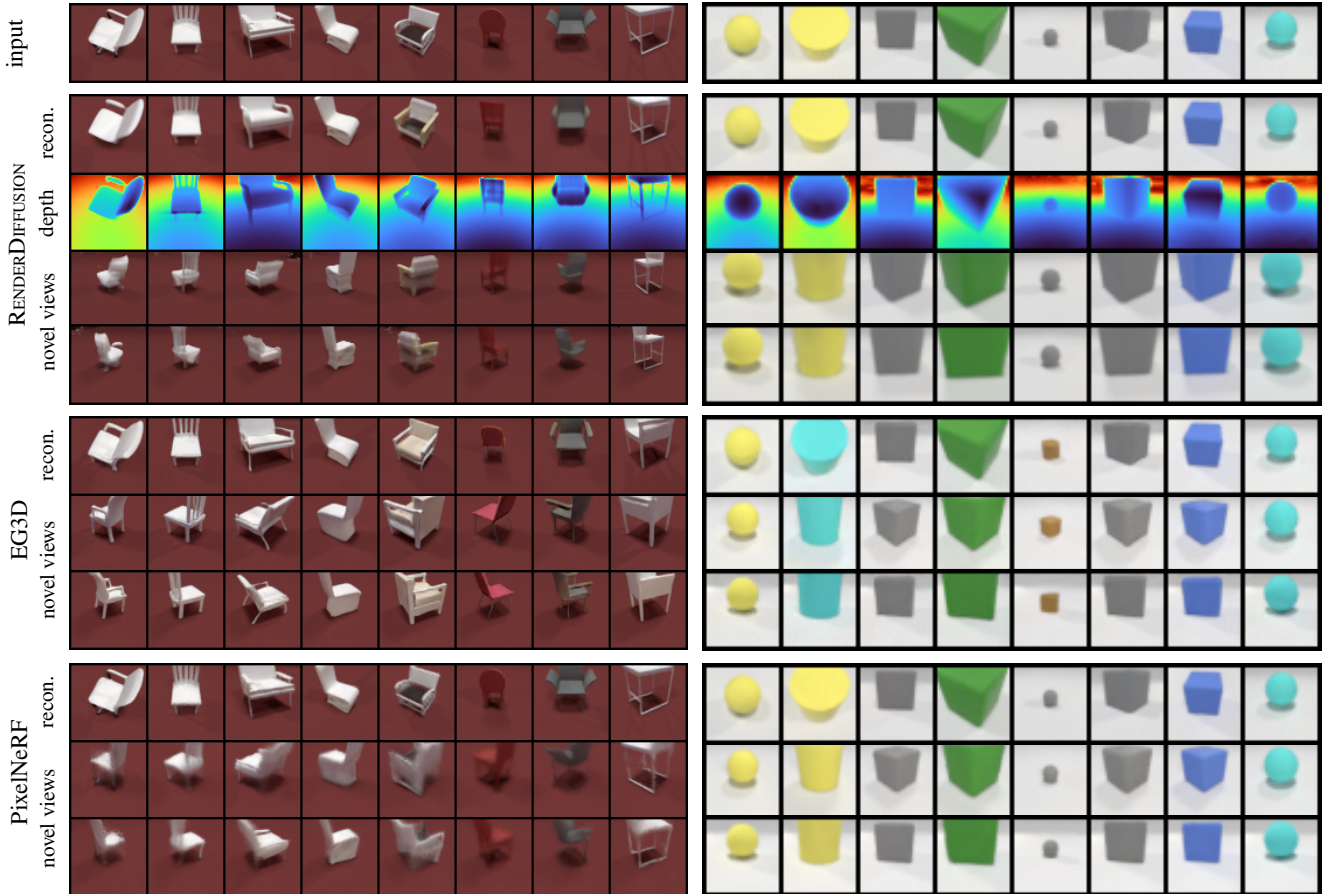 input
RENDERDIFFUSION
recon.
depth
novel views
EG3D
recon.
novel views
PixelNeRF
recon.
novel views